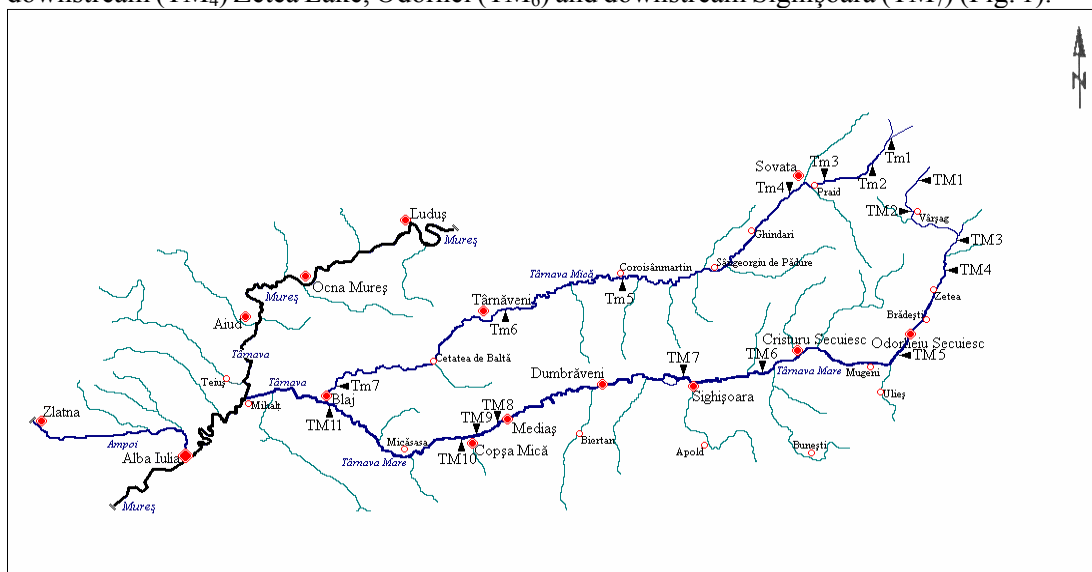 downstream (TM4) Zetea Lake, Odorhei (TM6) and downstream Sighişoara (TM7) (Fig. 1).
N
Tm1
Sovata
Tm3
Tm2
TM1
Praid
Tm4
TM2
Vârşag
Luduş
Mureş
Ghindari
TM3
Sângeorgiu de Pădure
Coroisânmartin
TM4
Târnava Mică
Ocna Mureş
Mureş
Zetea
Târnăveni
Tm5
Brădeşti
Aiud
Tm6
Odorheiu Secuiesc
Cristuru Secuiesc
Târnava
TM5
Cetatea de Baltă
TM7
TM6
Târnava Mare
Mugeni
Teiuş
Târnava
Tm7
Dumbrăveni
Sighişoara
Ulieş
Mihalt
Blaj
Zlatna
TM11
TM8
TM9
Mediaş
Ampoi
Micăsasa
Biertan
Apold
Buneşti
Alba Iulia
Târnava Mare
TM10
Copşa Mică
Mureş